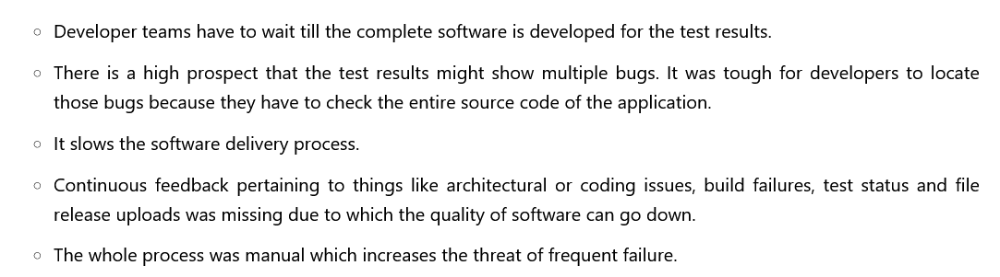 Developer teams have to wait till the complete software is developed for the test results.
There is a high prospect that the test results might show multiple bugs. It was tough for developers to locate
those bugs because they have to check the entire source code of the application.
It slows the software delivery process.
Continuous feedback pertaining to things like architectural or coding issues, build failures, test status and file
release uploads was missing due to which the quality of software can go down.
The whole process was manual which increases the threat of frequent failure.